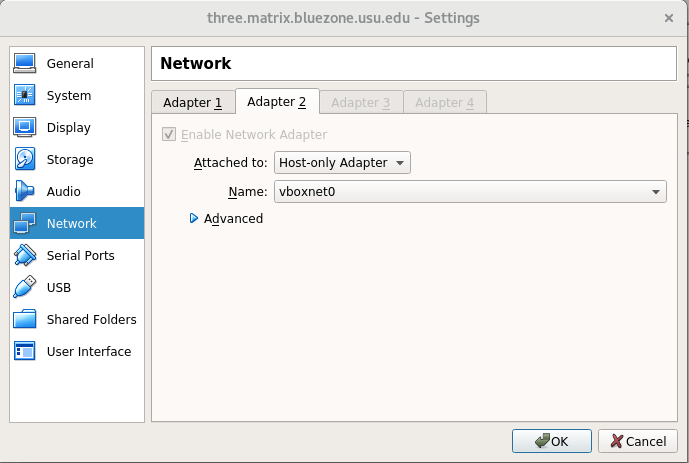 three.matrix.bluezone.usu.edu - Settings
General
System
Display
Storage
Audio
Network
Serial Ports
USB
Shared Folders
User Interface
Network
Adapter 1 Adapter 2 Adapter 3 Adapter 4
Enable Network Adapter
Attached to: Host-only Adapter
Name: vboxnet0
Advanced
OK Cancel